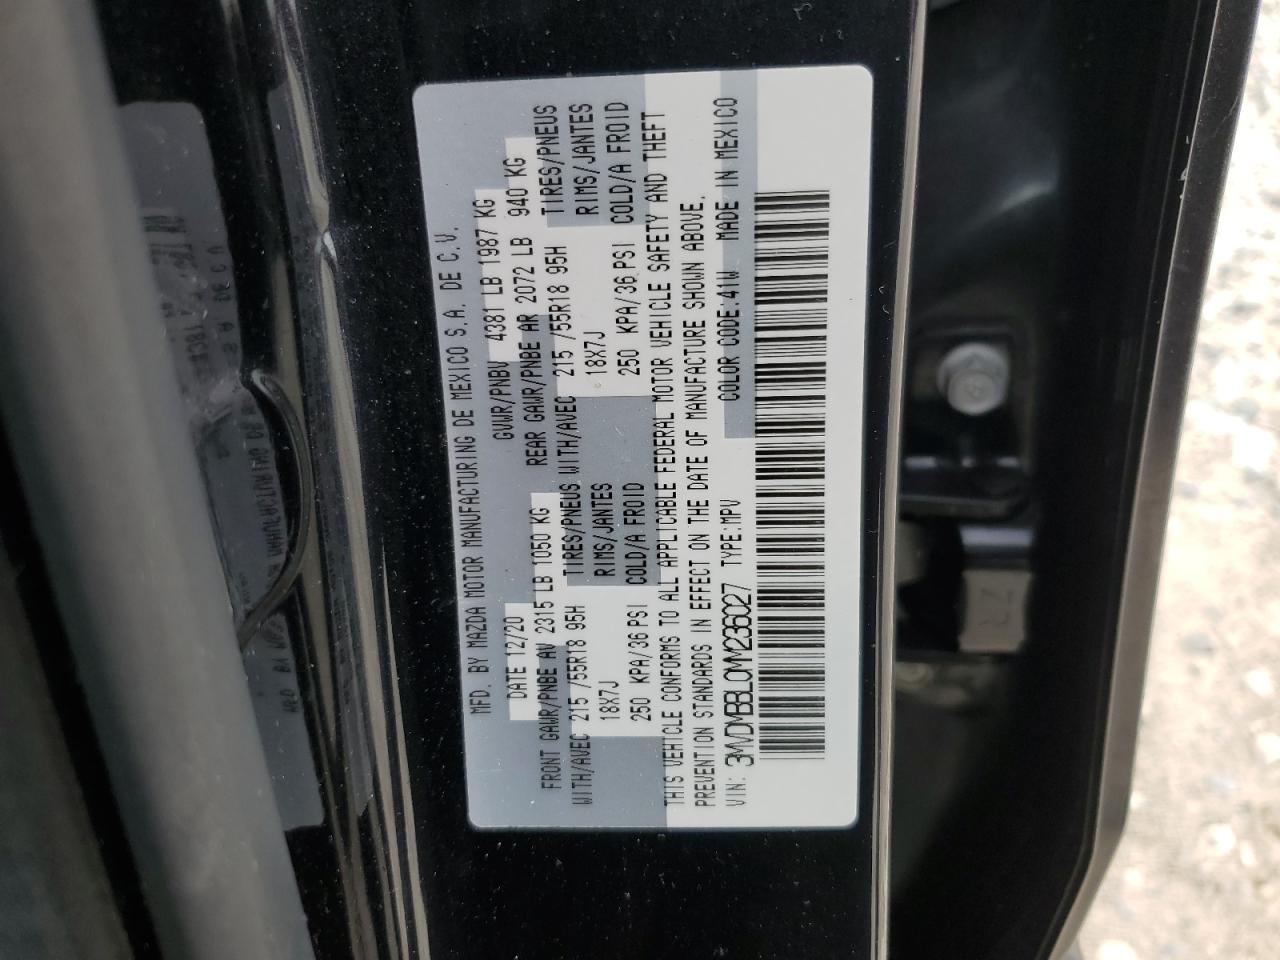 MFD. BY MAZDA MOTOR MANUFACTURING DE MEXICO S.A. DE C.V.
DATE 12/20 GVWR/PNBV 4381 LB 1987 KG
FRONT GAWR/PNBE AV 2315 LB 1050 KG REAR GAWR/PNBE AR 2072 LB 940 KG
WITH/AVEC 215 /55R18 95H TIRES/PNEUS WITH/AVEC 215 /55R18 95H TIRES/PNEUS
18X7J RIMS/JANTES 18X7J RIMS/JANTES
250 KPA/36 PSI COLD/A FROID 250 KPA/36 PSI COLD/A FROID
THIS VEHICLE CONFORMS TO ALL APPLICABLE FEDERAL MOTOR VEHICLE SAFETY AND THEFT
PREVENTION STANDARDS IN EFFECT ON THE DATE OF MANUFACTURE SHOWN ABOVE.
VIN: 3MVDMBBL0MM236027 TYPE:MPV COLOR CODE:41W MADE IN MEXICO